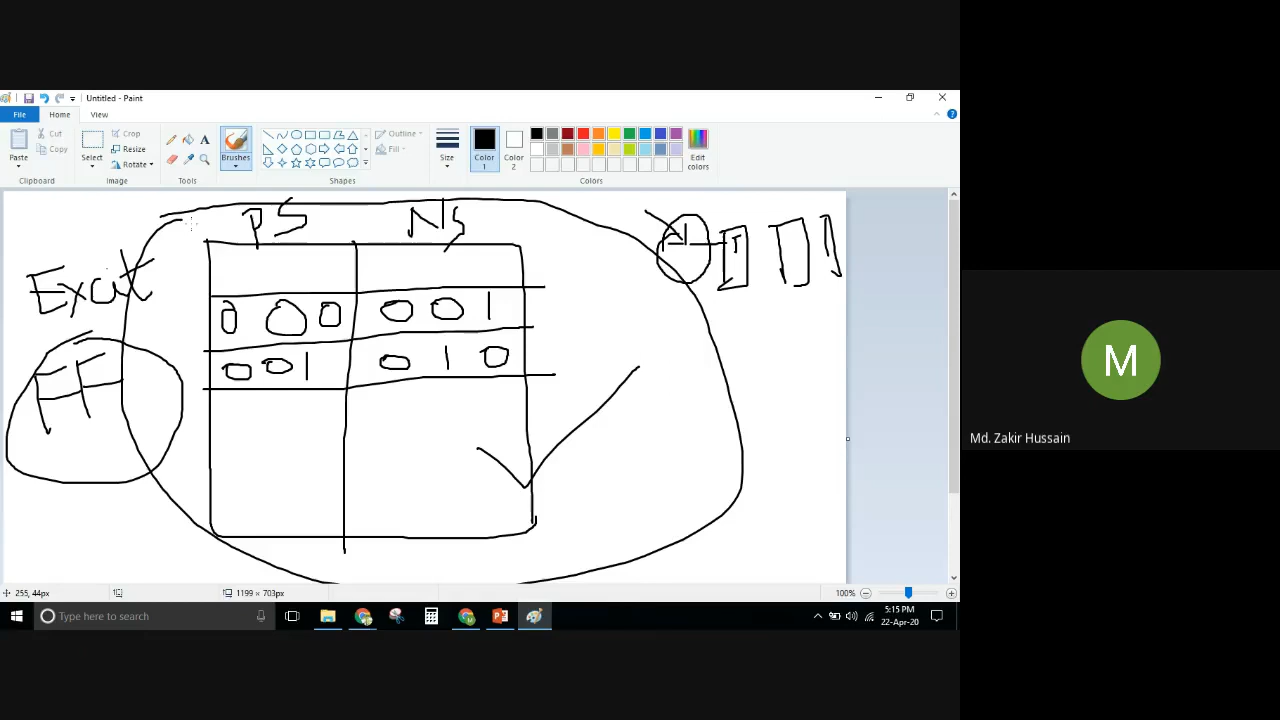 Untitled - Paint
File Home View
Cut
Copy
Paste
Clipboard
Crop
Resize
Rotate
Select
Image
Tools
Brushes
Shapes
Outline
Fill
Size
Color 1
Color 2
Edit colors
Colors
PS NS
Excit
0 0 0 0 0 1
0 0 1 0 1 0
FF
Md. Zakir Hussain
M
255, 44px
1199 × 703px
100%
Type here to search
5:15 PM
22-Apr-20